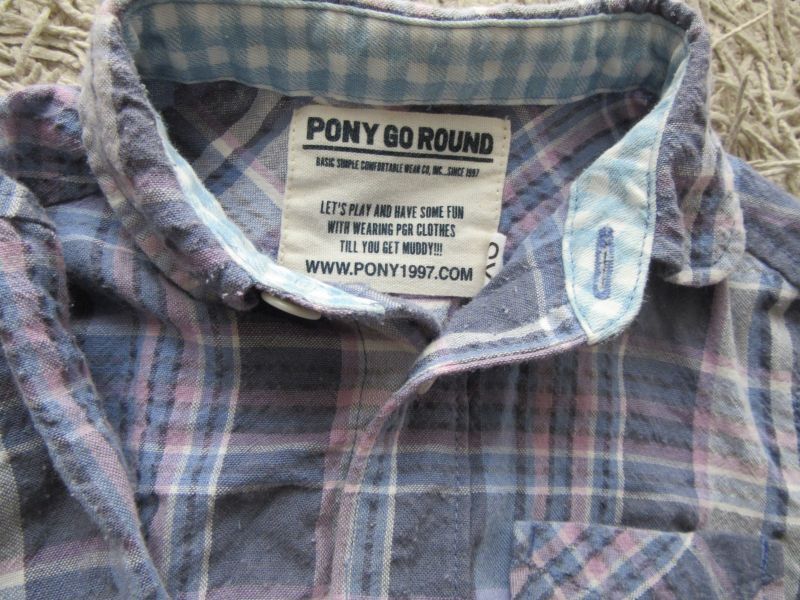 PONY GO ROUND
BASIC SIMPLE COMFORTABLE WEAR CO, INC...SINCE 1997
LET'S PLAY AND HAVE SOME FUN
WITH WEARING PGR CLOTHES
TILL YOU GET MUDDY!!!
WWW.PONY1997.COM